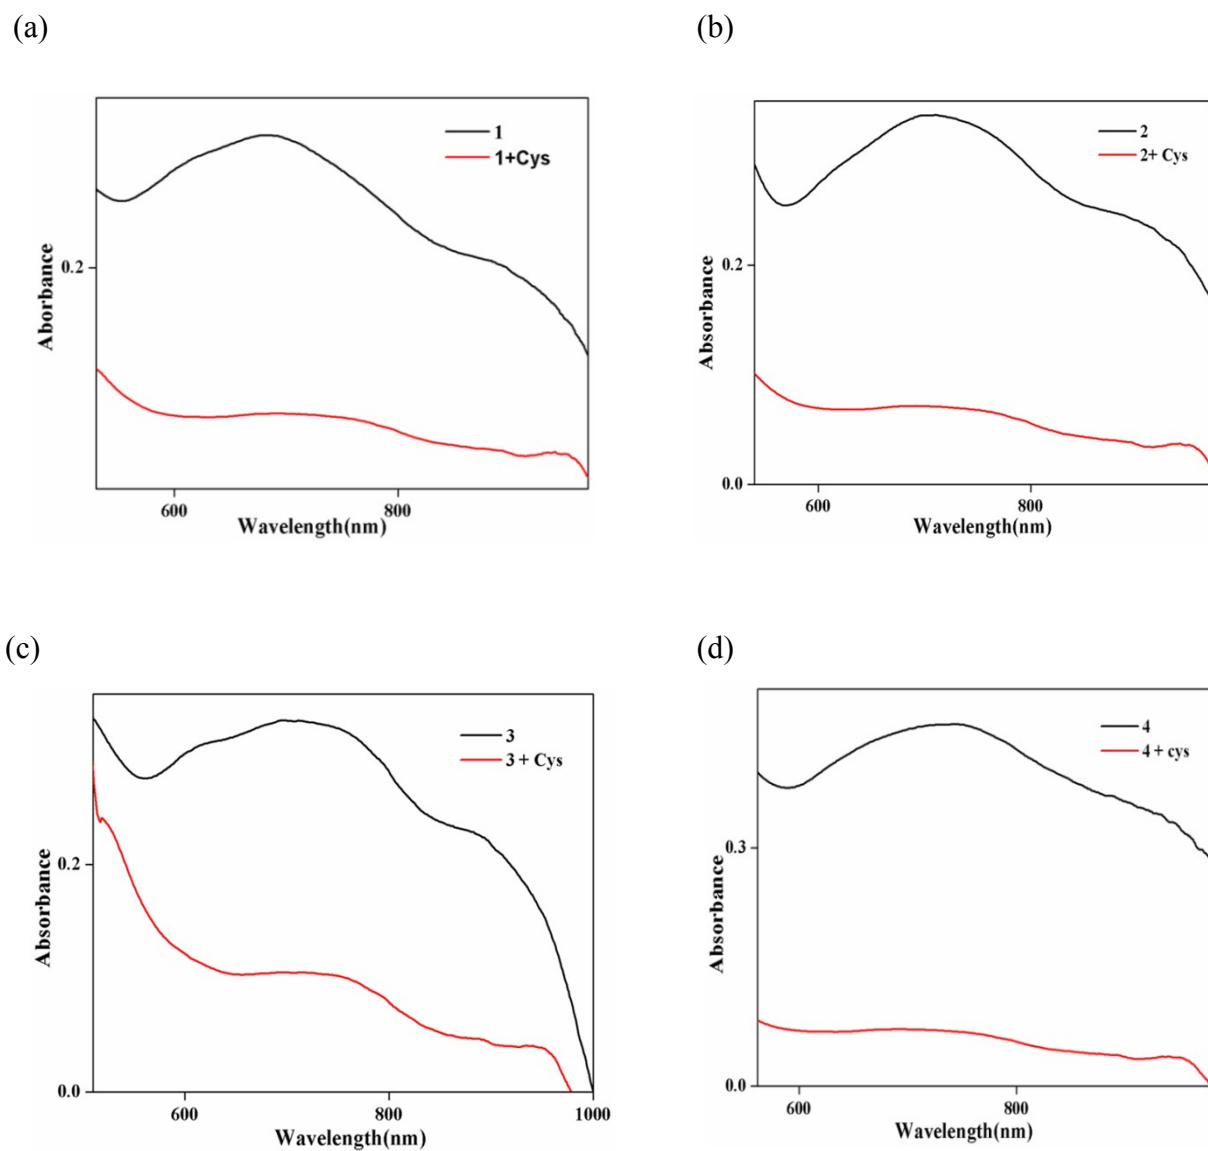 (a)
1
1+Cys
0.2
Aborbance
600
800
Wavelength(nm)
(b)
2
2+ Cys
0.2
0.0
Absorbance
600
800
Wavelength(nm)
(c)
3
3 + Cys
0.2
0.0
Absorbance
600
800
1000
Wavelength(nm)
(d)
4
4 + cys
0.3
0.0
Absorbance
600
800
Wavelength(nm)